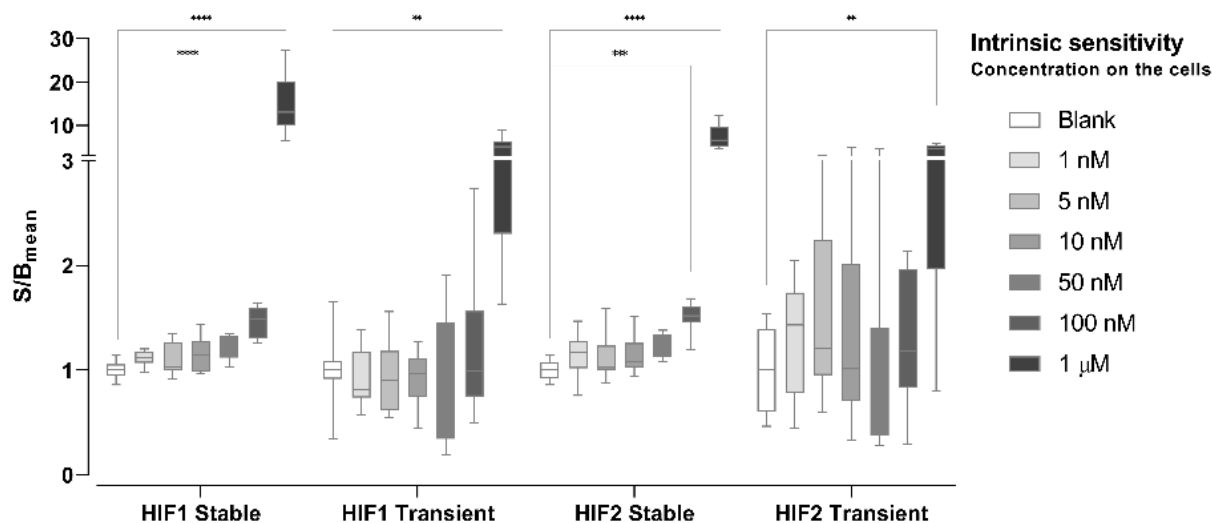 **** ** **** **
**** ***
30
20
10
3
2
1
0
S/Bmean
HIF1 Stable HIF1 Transient HIF2 Stable HIF2 Transient
Intrinsic sensitivity
Concentration on the cells
Blank
1 nM
5 nM
10 nM
50 nM
100 nM
1 μM